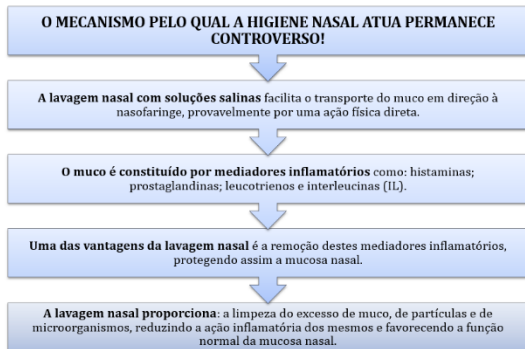 O MECANISMO PELO QUAL A HIGIENE NASAL ATUA PERMANECE
CONTROVERSO!
A lavagem nasal com soluções salinas facilita o transporte do muco em direção à
nasofaringe, provavelmente por uma ação física direta.
O muco é constituído por mediadores inflamatórios como: histaminas;
prostaglandinas; leucotrienos e interleucinas (IL).
Uma das vantagens da lavagem nasal é a remoção destes mediadores inflamatórios,
protegendo assim a mucosa nasal.
A lavagem nasal proporciona: a limpeza do excesso de muco, de partículas e de
microorganismos, reduzindo a ação inflamatória dos mesmos e favorecendo a função
normal da mucosa nasal.